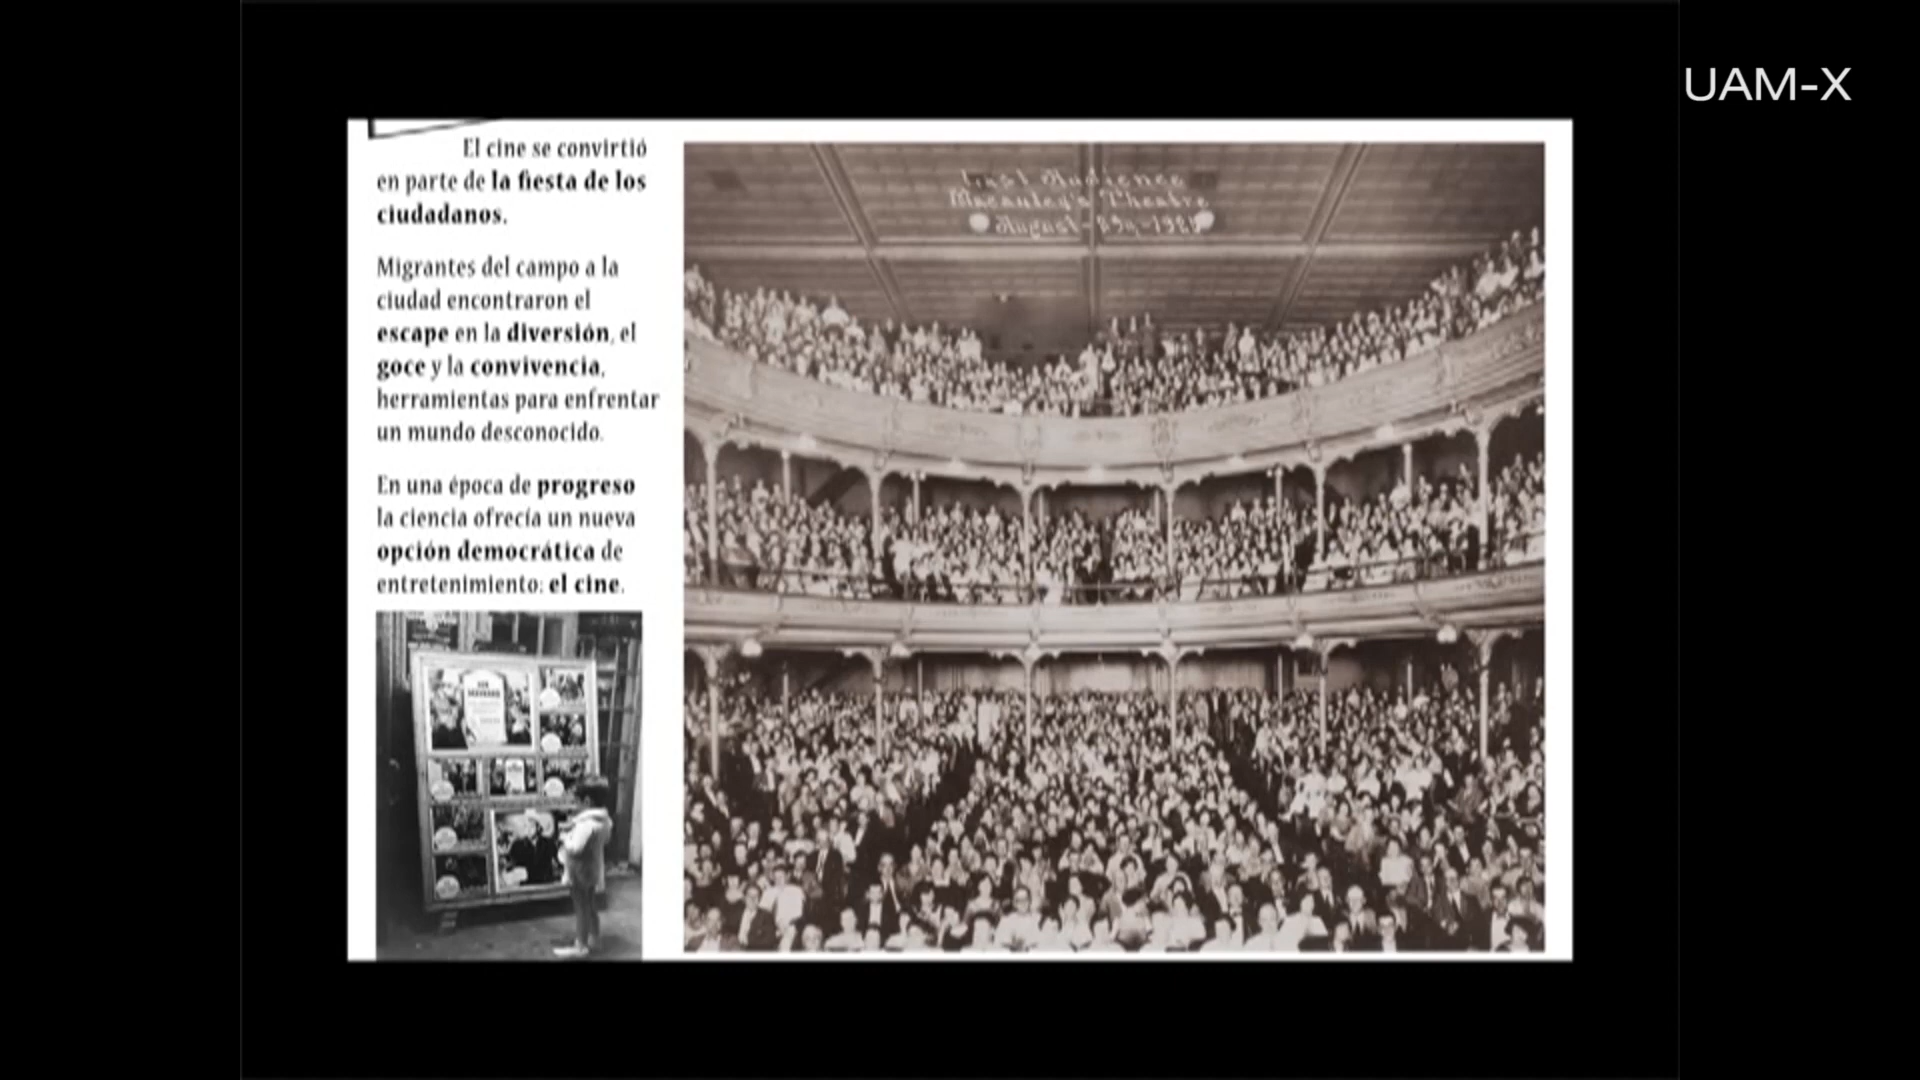 UAM-X
El cine se convirtió
en parte de la fiesta de los
ciudadanos.
Migrantes del campo a la
ciudad encontraron el
escape en la diversión, el
goce y la convivencia,
herramientas para enfrentar
un mundo desconocido.
En una época de progreso
la ciencia ofrecía un nueva
opción democrática de
entretenimiento: el cine.
Last Audience
Macauley's Theatre
August